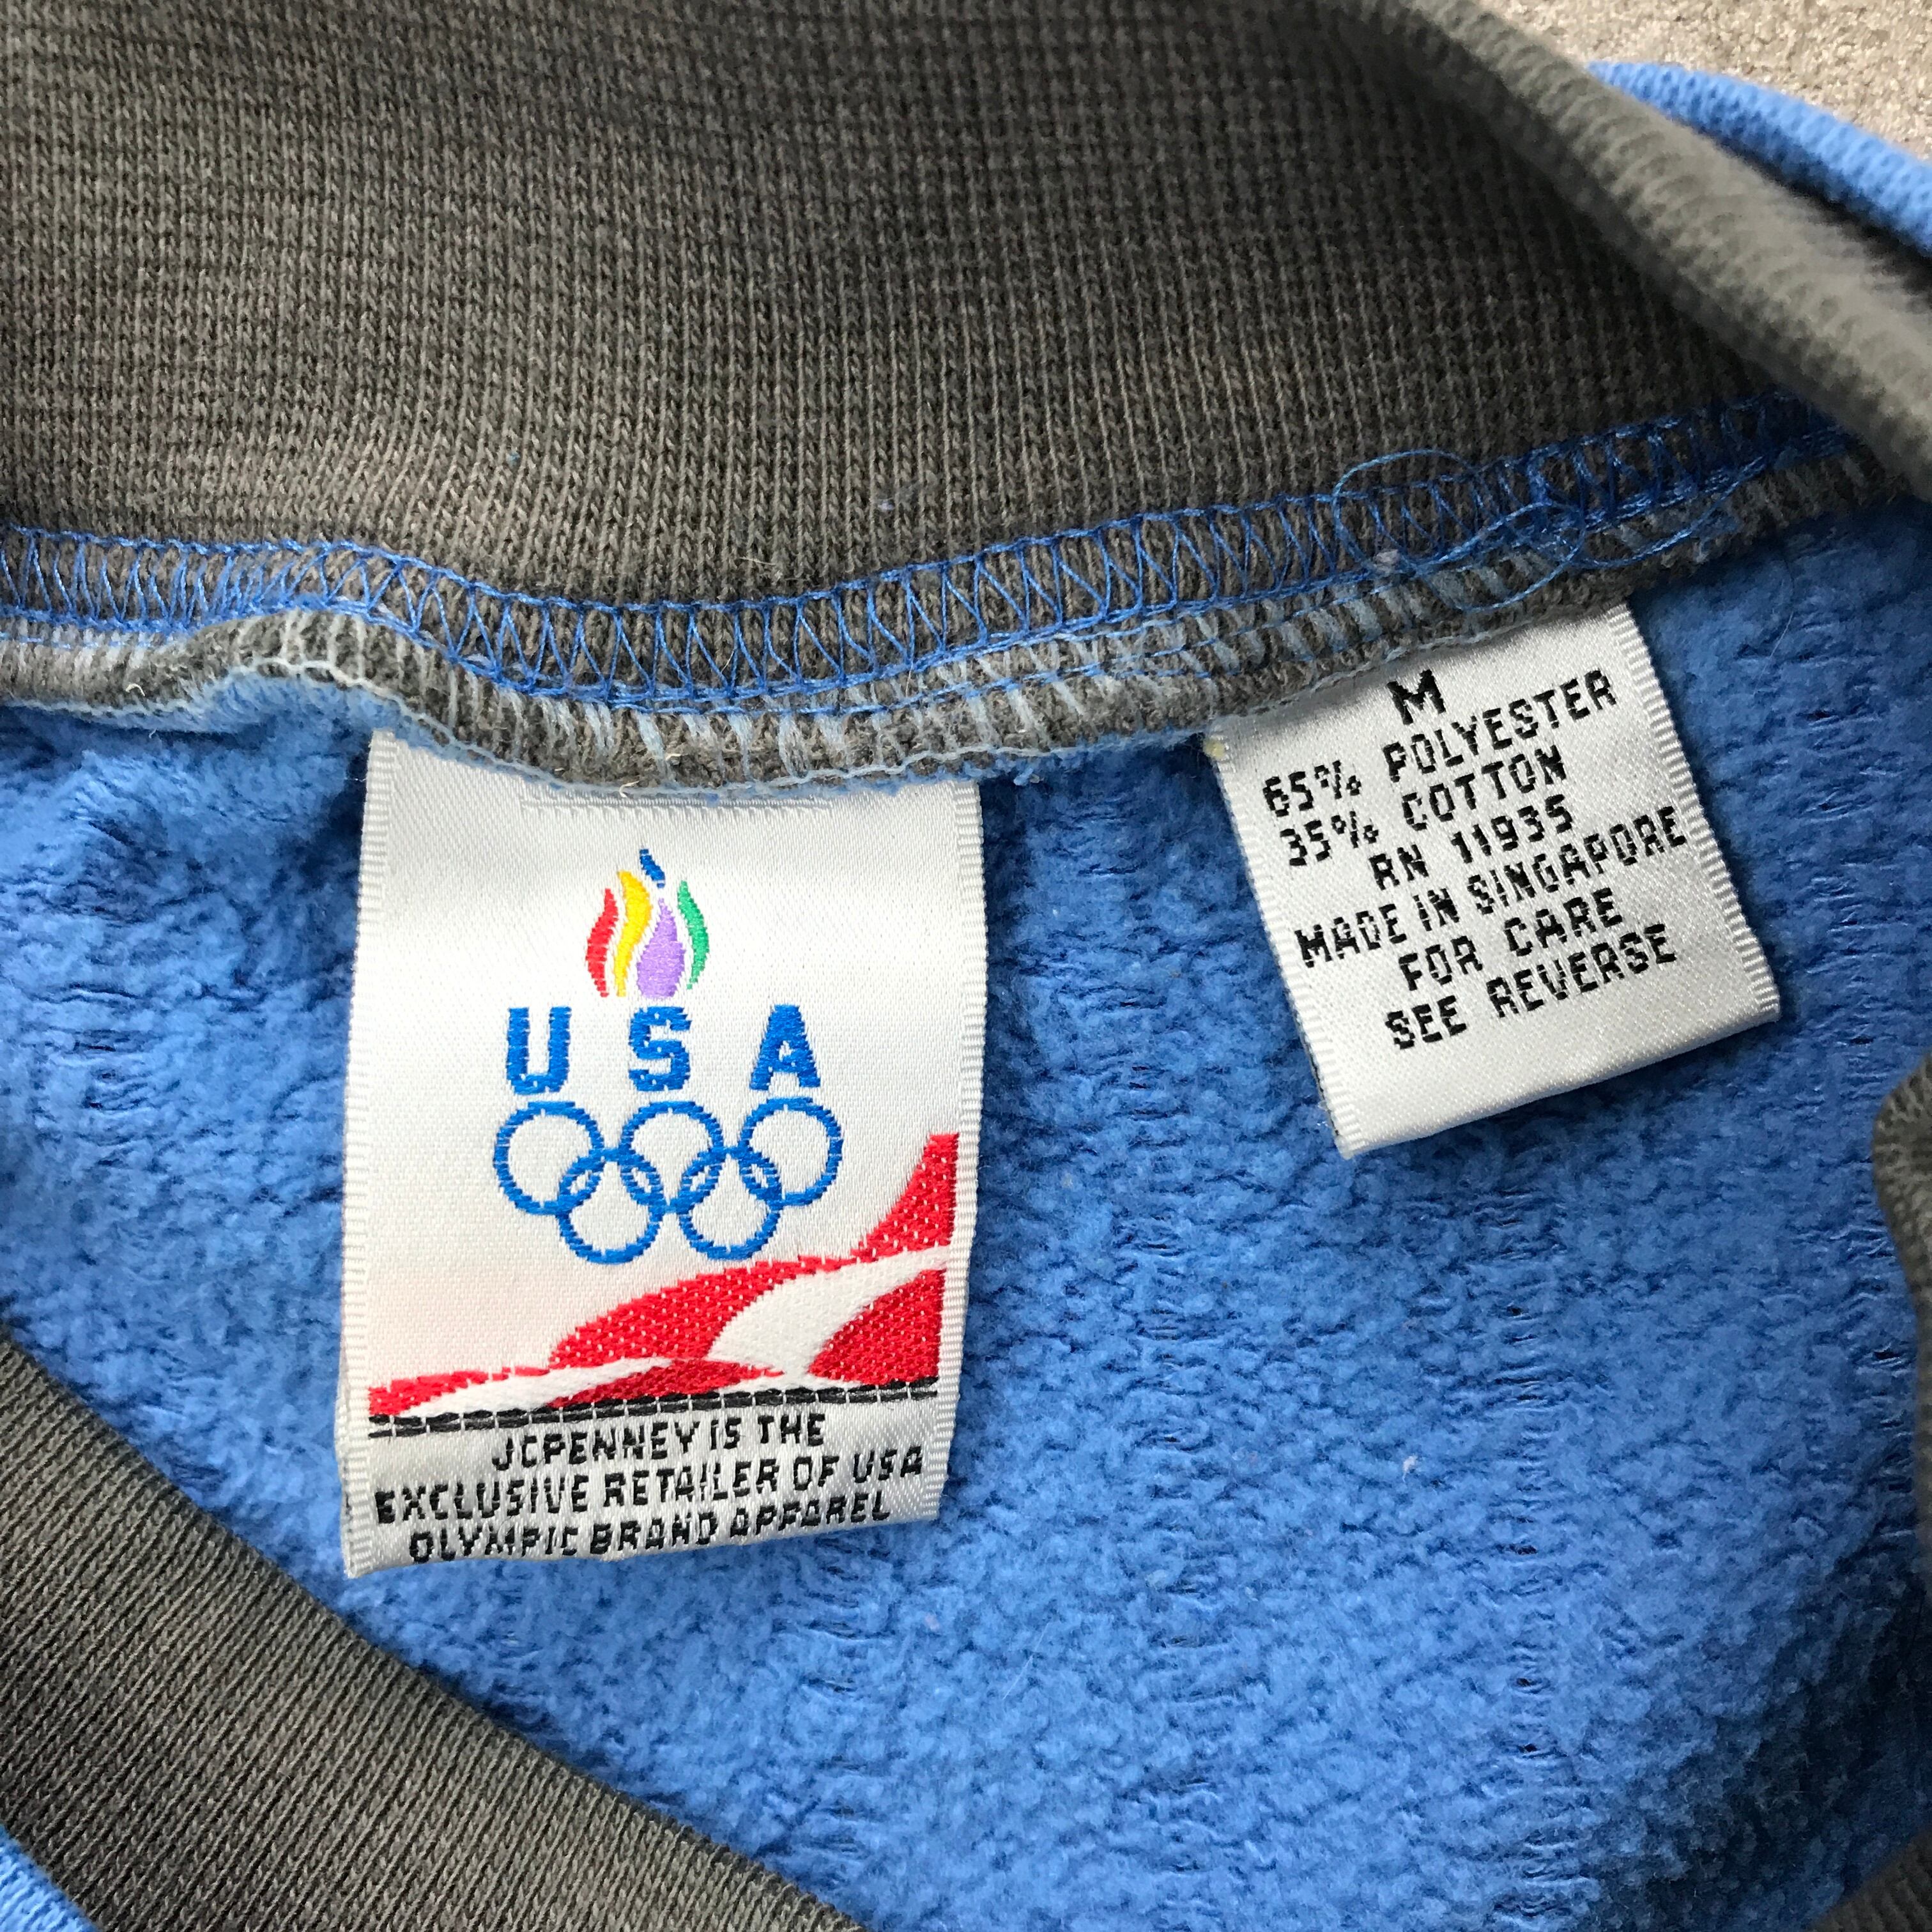 USA
JCPENNEY IS THE
EXCLUSIVE RETAILER OF USA
OLYMPIC BRAND APPAREL
M
65% POLYESTER
35% COTTON
RN 11935
MADE IN SINGAPORE
FOR CARE
SEE REVERSE